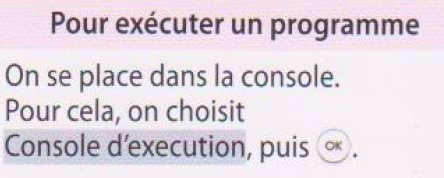 Pour exécuter un programme
On se place dans la console.
Pour cela, on choisit
Console d'execution, puis OK.